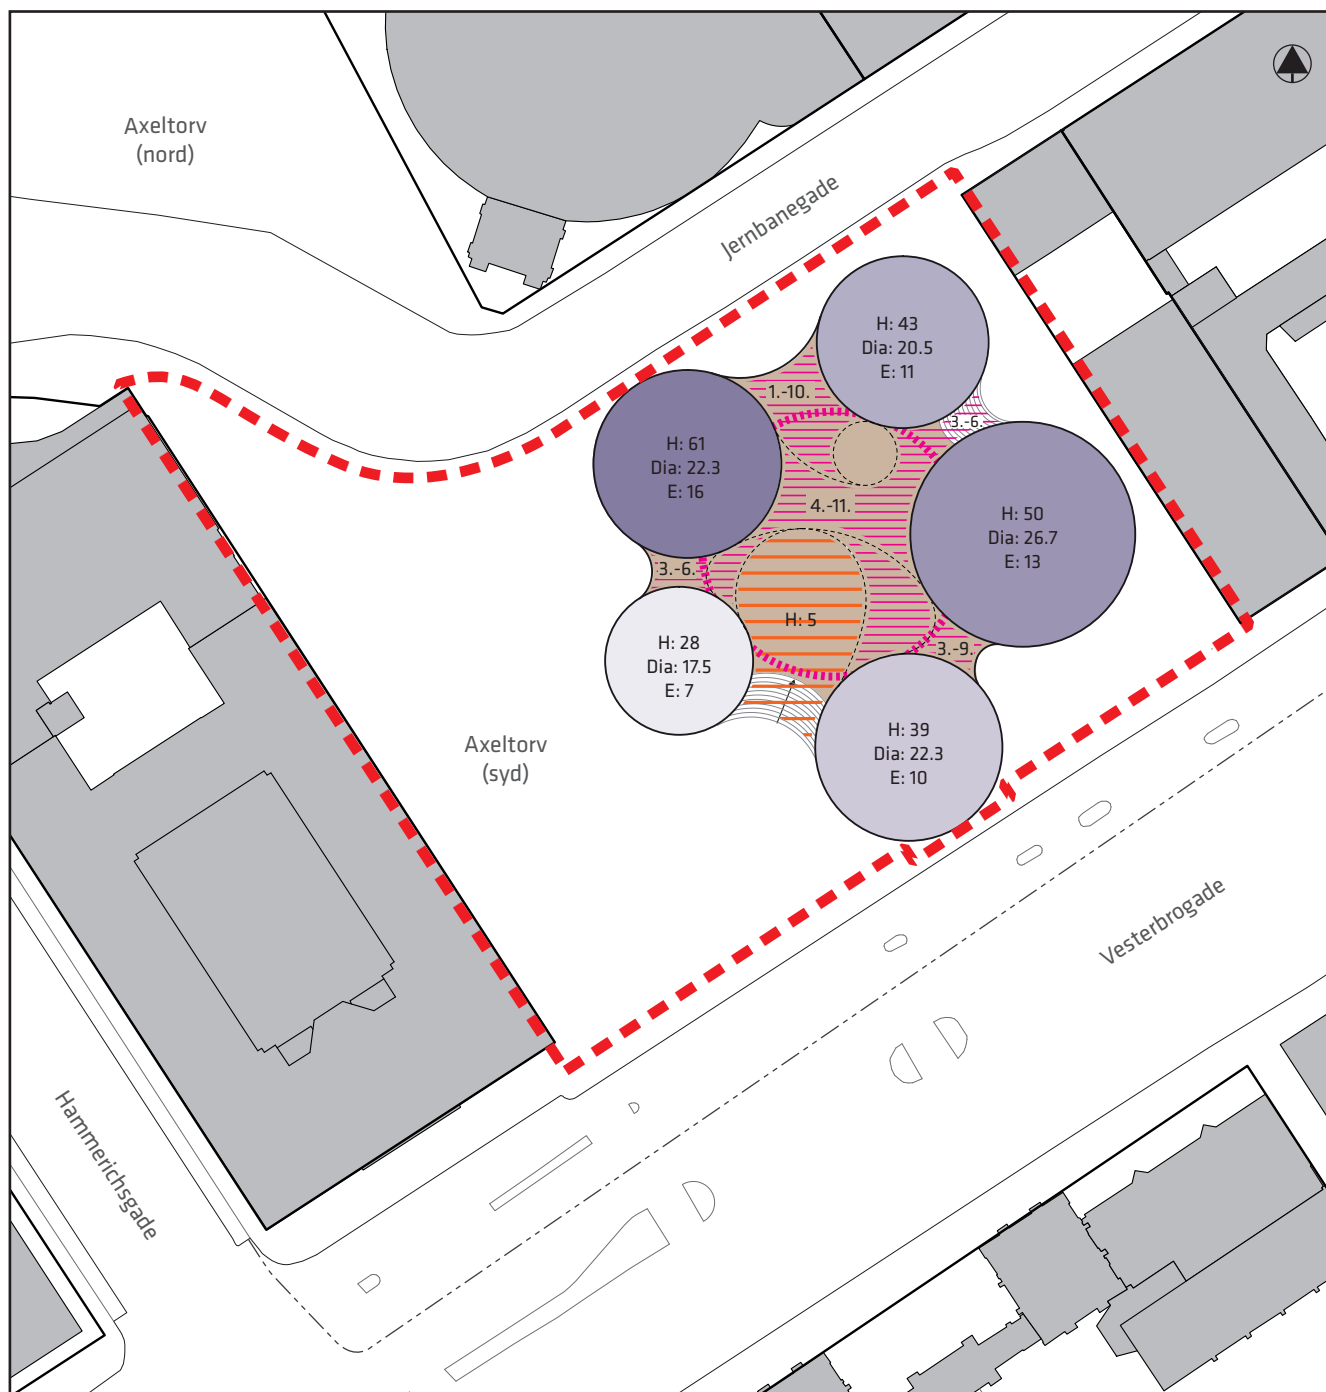 Axeltorv
(nord)
Jernbanegade
H: 43
Dia: 20.5
E: 11
1.-10.
3.-6.
H: 61
Dia: 22.3
E: 16
4.-11.
H: 50
Dia: 26.7
E: 13
3.-6.
H: 5
H: 28
Dia: 17.5
E: 7
3.-9.
Axeltorv
(syd)
H: 39
Dia: 22.3
E: 10
Vesterbrogade
Hammerichsgade